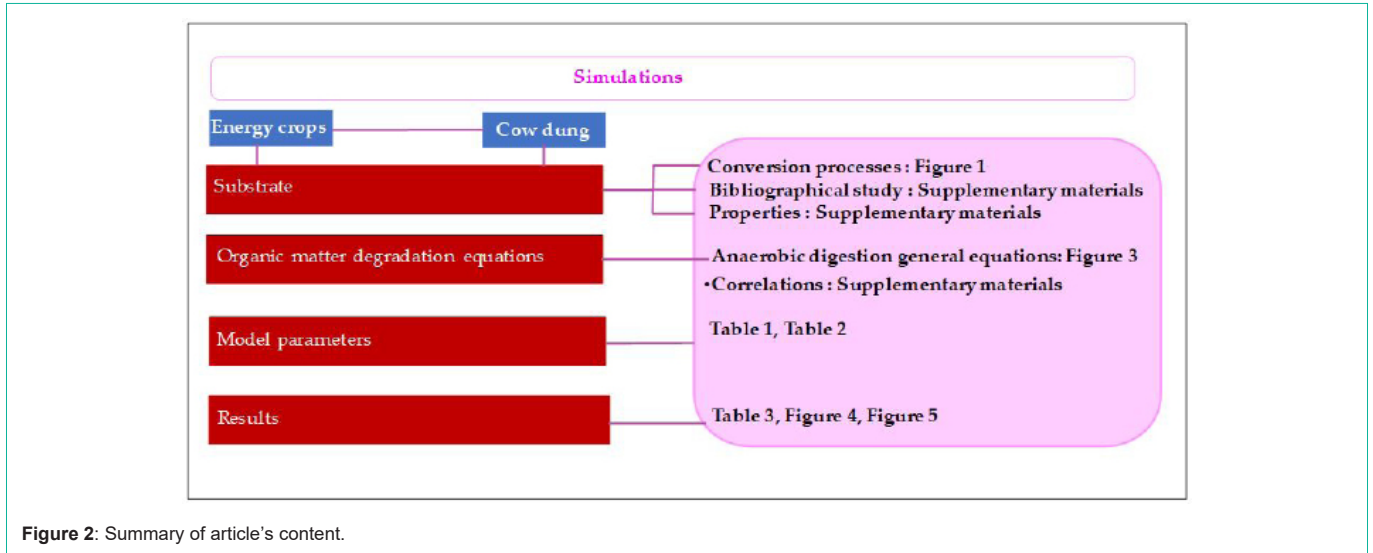 Simulations
Energy crops
Cow dung
Substrate
Conversion processes : Figure 1
Bibliographical study : Supplementary materials
Properties : Supplementary materials
Organic matter degradation equations
Anaerobic digestion general equations: Figure 3
•Correlations : Supplementary materials
Model parameters
Table 1, Table 2
Results
Table 3, Figure 4, Figure 5
Figure 2: Summary of article’s content.